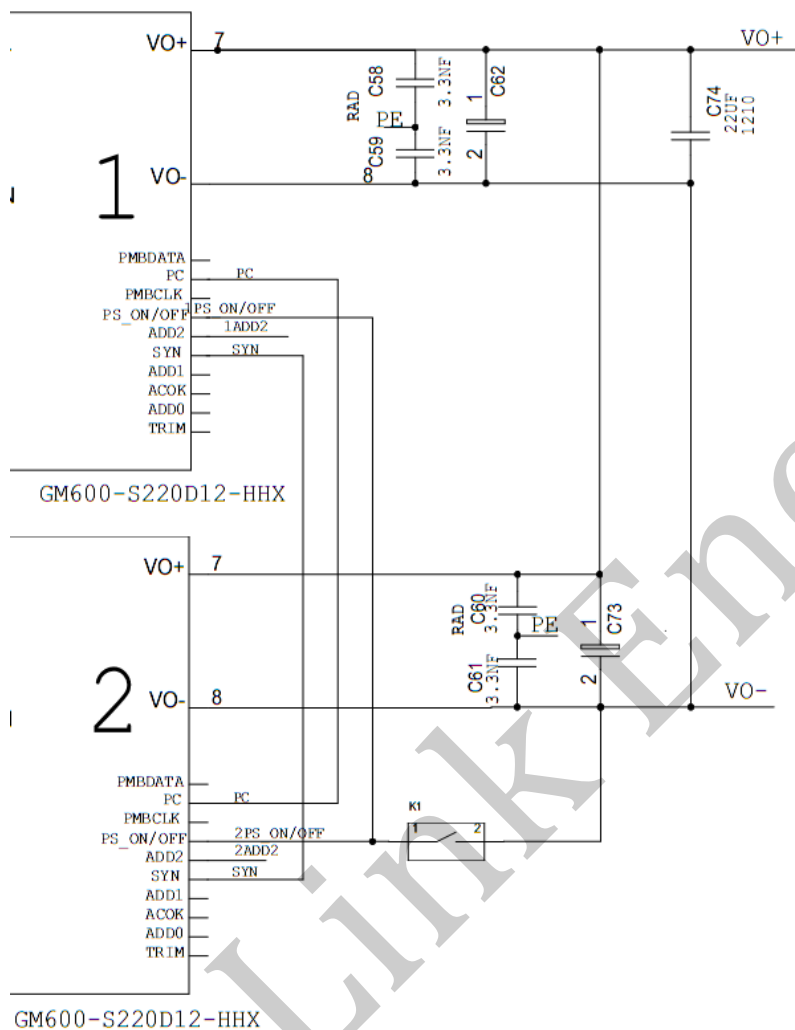 VO+ 7 VO+
C58
3.3NF
RAD
PE
C59
3.3NF
C62
1
2
C74
22UF
1210
VO- 8
1
PMBDATA
PC PC
PMBCLK
PS_ON/OFF 1PS ON/OFF
ADD2 1ADD2
SYN SYN
ADD1
ACOK
ADD0
TRIM
GM600-S220D12-HHX
VO+ 7
C60
3.3NF
RAD
PE
C61
3.3NF
C73
1
2
VO- 8 VO-
2
PMBDATA
PC PC
PMBCLK
PS_ON/OFF 2PS_ON/OFF
K1
1 2
ADD2 2ADD2
SYN SYN
ADD1
ACOK
ADD0
TRIM
GM600-S220D12-HHX
Link